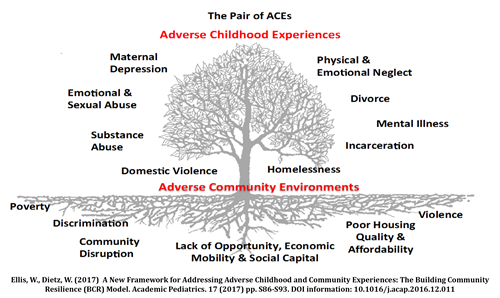 The Pair of ACEs
Adverse Childhood Experiences
Maternal
Depression
Physical &
Emotional Neglect
Emotional &
Sexual Abuse
Divorce
Mental Illness
Substance
Abuse
Incarceration
Domestic Violence
Homelessness
Adverse Community Environments
Poverty
Violence
Discrimination
Poor Housing
Quality &
Affordability
Community
Disruption
Lack of Opportunity, Economic
Mobility & Social Capital
Ellis, W., Dietz, W. (2017) A New Framework for Addressing Adverse Childhood and Community Experiences: The Building Community
Resilience (BCR) Model. Academic Pediatrics. 17 (2017) pp. S86-S93. DOI information: 10.1016/j.acap.2016.12.011